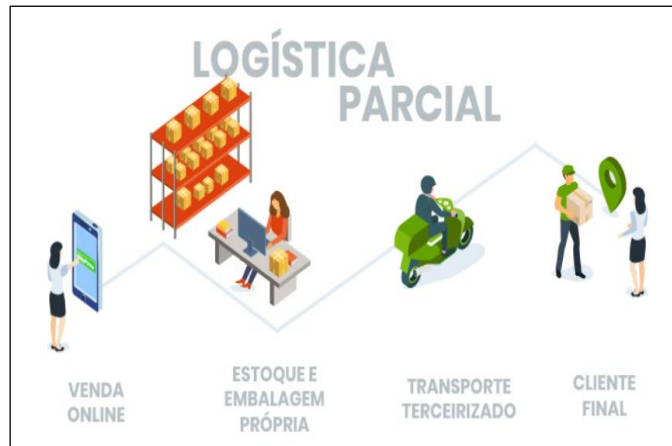 LOGÍSTICA
PARCIAL
VENDA
ONLINE
ESTOQUE E
EMBALAGEM
PRÓPRIA
TRANSPORTE
TERCEIRIZADO
CLIENTE
FINAL